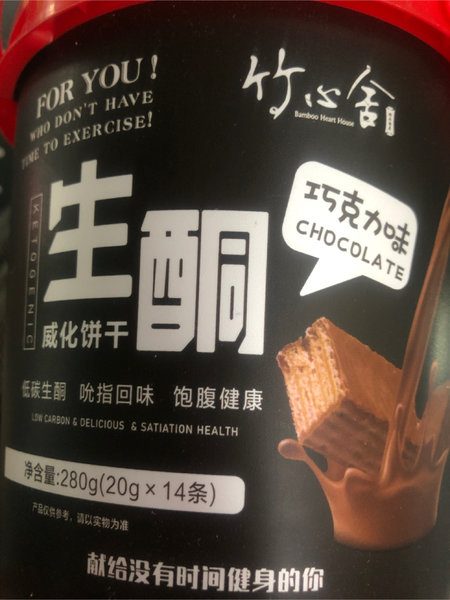 FOR YOU!
WHO DON'T HAVE
TIME TO EXERCISE!
竹心舍
Bamboo Heart House
KETOGENIC
生酮
威化饼干
巧克力味
CHOCOLATE
低碳生酮 吮指回味 饱腹健康
LOW CARBON & DELICIOUS & SATIATION HEALTH
净含量:280g(20g×14条)
产品仅供参考，请以实物为准
献给没有时间健身的你